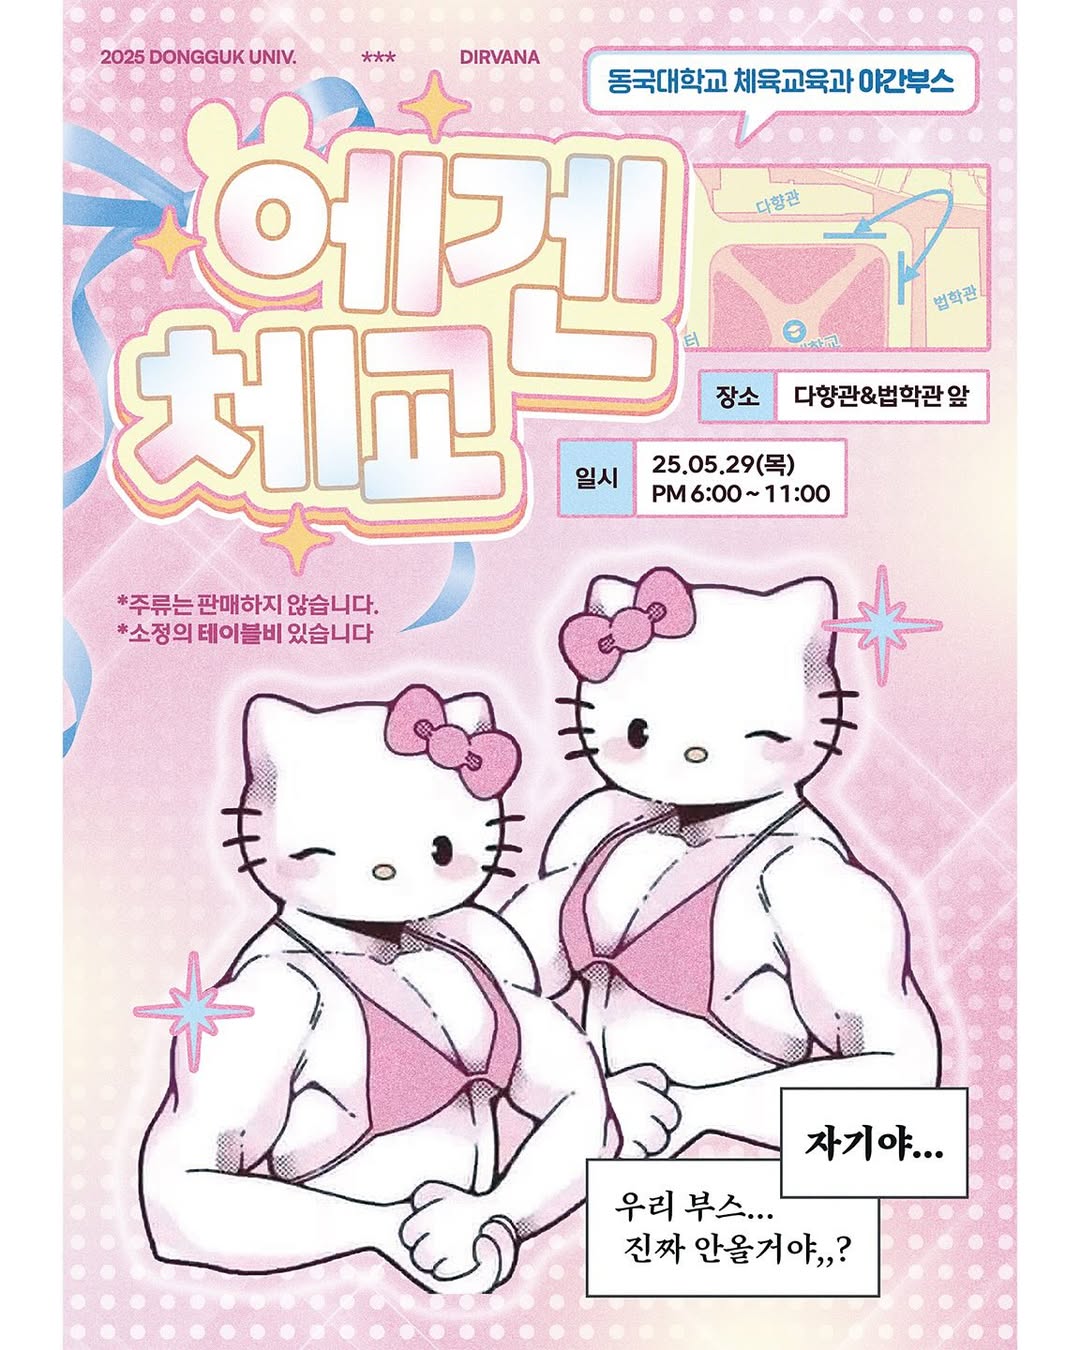 2025 DONGGUK UNIV. *** DIRVANA
동국대학교 체육교육과 야간부스
에겐
체교
다향관
법학관
터
장소 다향관&법학관 앞
일시 25.05.29(목)
PM 6:00 ~ 11:00
*주류는 판매하지 않습니다.
*소정의 테이블비 있습니다
자기야...
우리 부스...
진짜 안올거야,,?